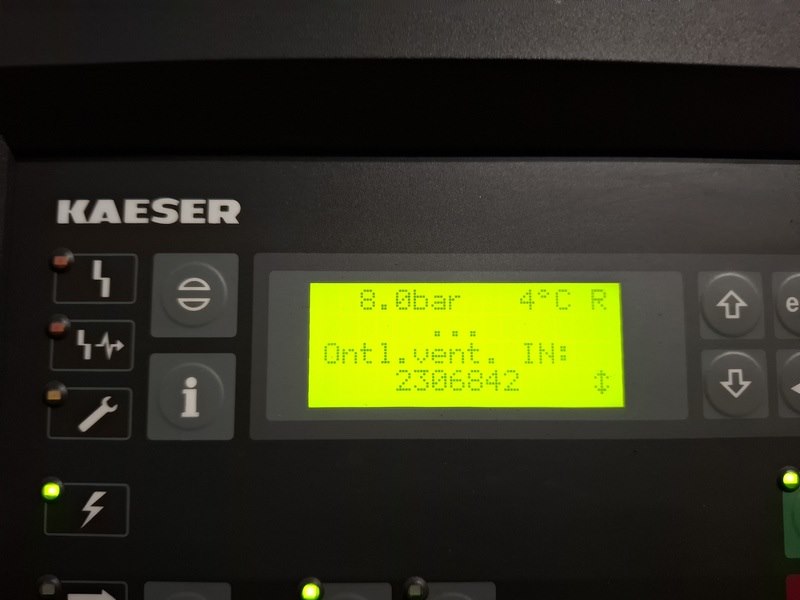 KAESER
8.0bar 4°C R
...
Ontl.vent. IN:
2306842
i
e